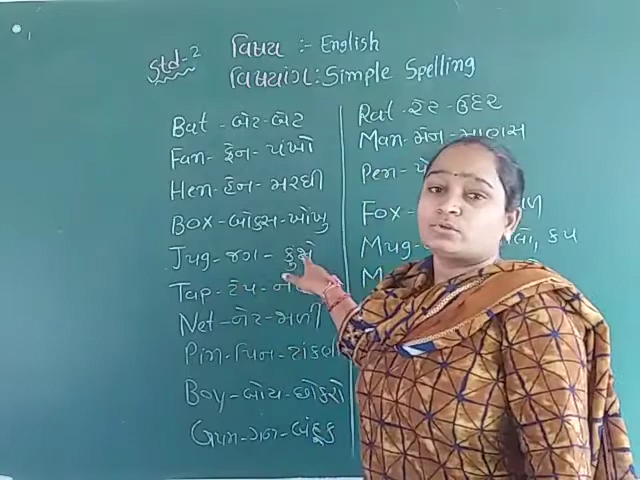 Std-2 વિષય :- English
વિષયાંગ: Simple Spelling
Bat - બેટ - બેટ
Fan - ફેન - પંખો
Hen - હેન - મરઘી
Box - બોક્સ - ખોખુ
Jug - જગ -
Tap - ટેપ -
Net - નેટ - જાળી
Pin - પિન - ટાંકણી
Boy - બોય - છોકરો
Gun - ગન - બંદૂક
Rat - રેટ - ઉંદર
Man - મેન - માણસ
Pen -
Fox -
Mug - કપ